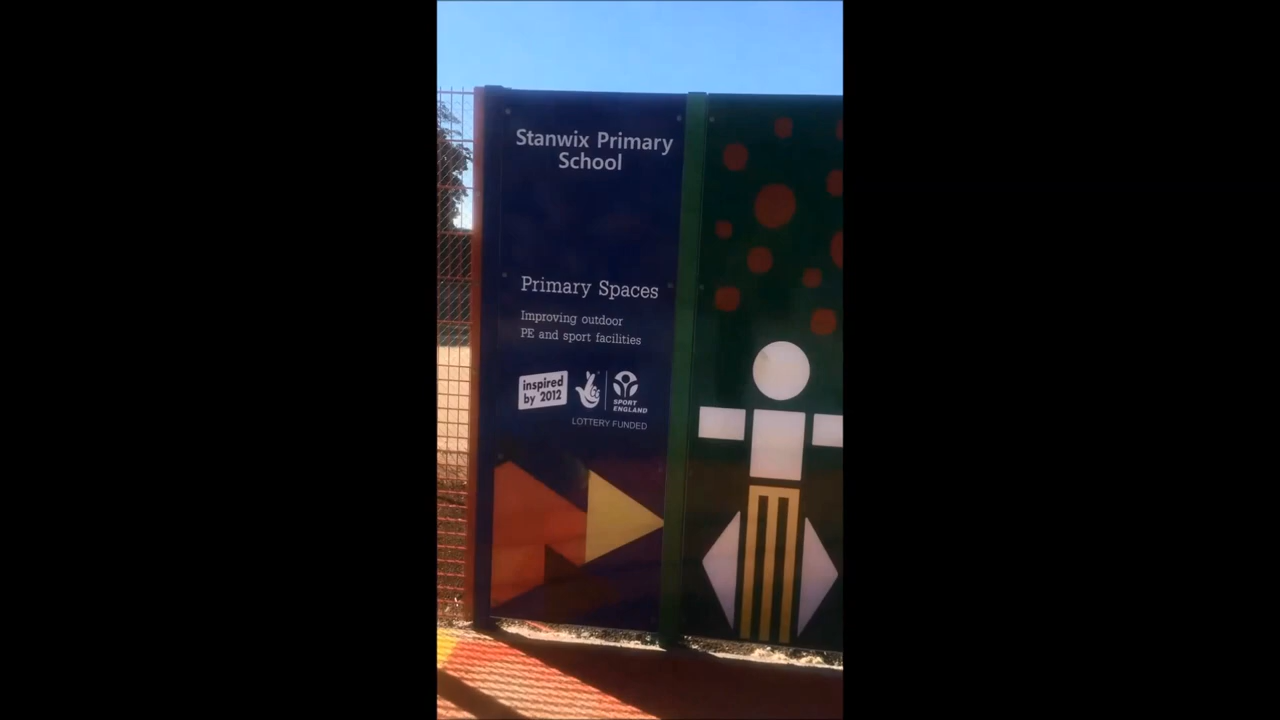 Stanwix Primary
School
Primary Spaces
Improving outdoor
PE and sport facilities
inspired
by 2012
SPORT
ENGLAND
LOTTERY FUNDED